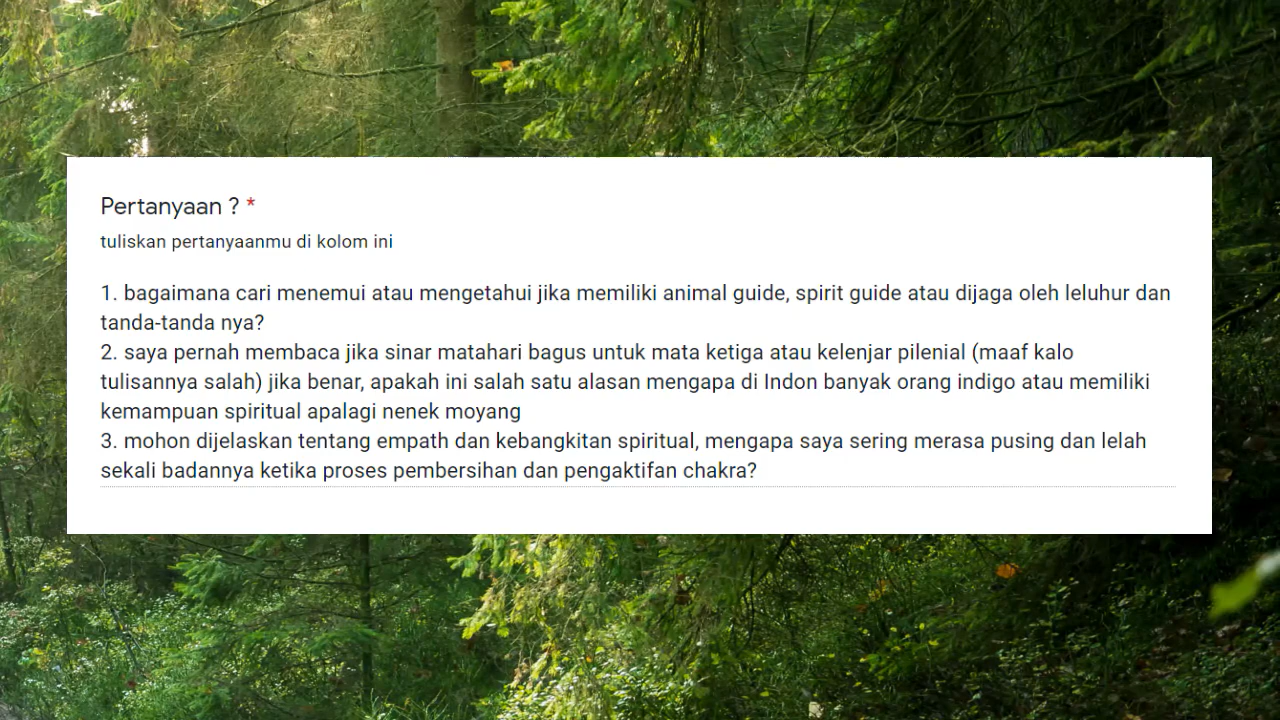 Pertanyaan ? *
tuliskan pertanyaanmu di kolom ini
1. bagaimana cari menemui atau mengetahui jika memiliki animal guide, spirit guide atau dijaga oleh leluhur dan
tanda-tanda nya?
2. saya pernah membaca jika sinar matahari bagus untuk mata ketiga atau kelenjar pilenial (maaf kalo
tulisannya salah) jika benar, apakah ini salah satu alasan mengapa di Indon banyak orang indigo atau memiliki
kemampuan spiritual apalagi nenek moyang
3. mohon dijelaskan tentang empath dan kebangkitan spiritual, mengapa saya sering merasa pusing dan lelah
sekali badannya ketika proses pembersihan dan pengaktifan chakra?